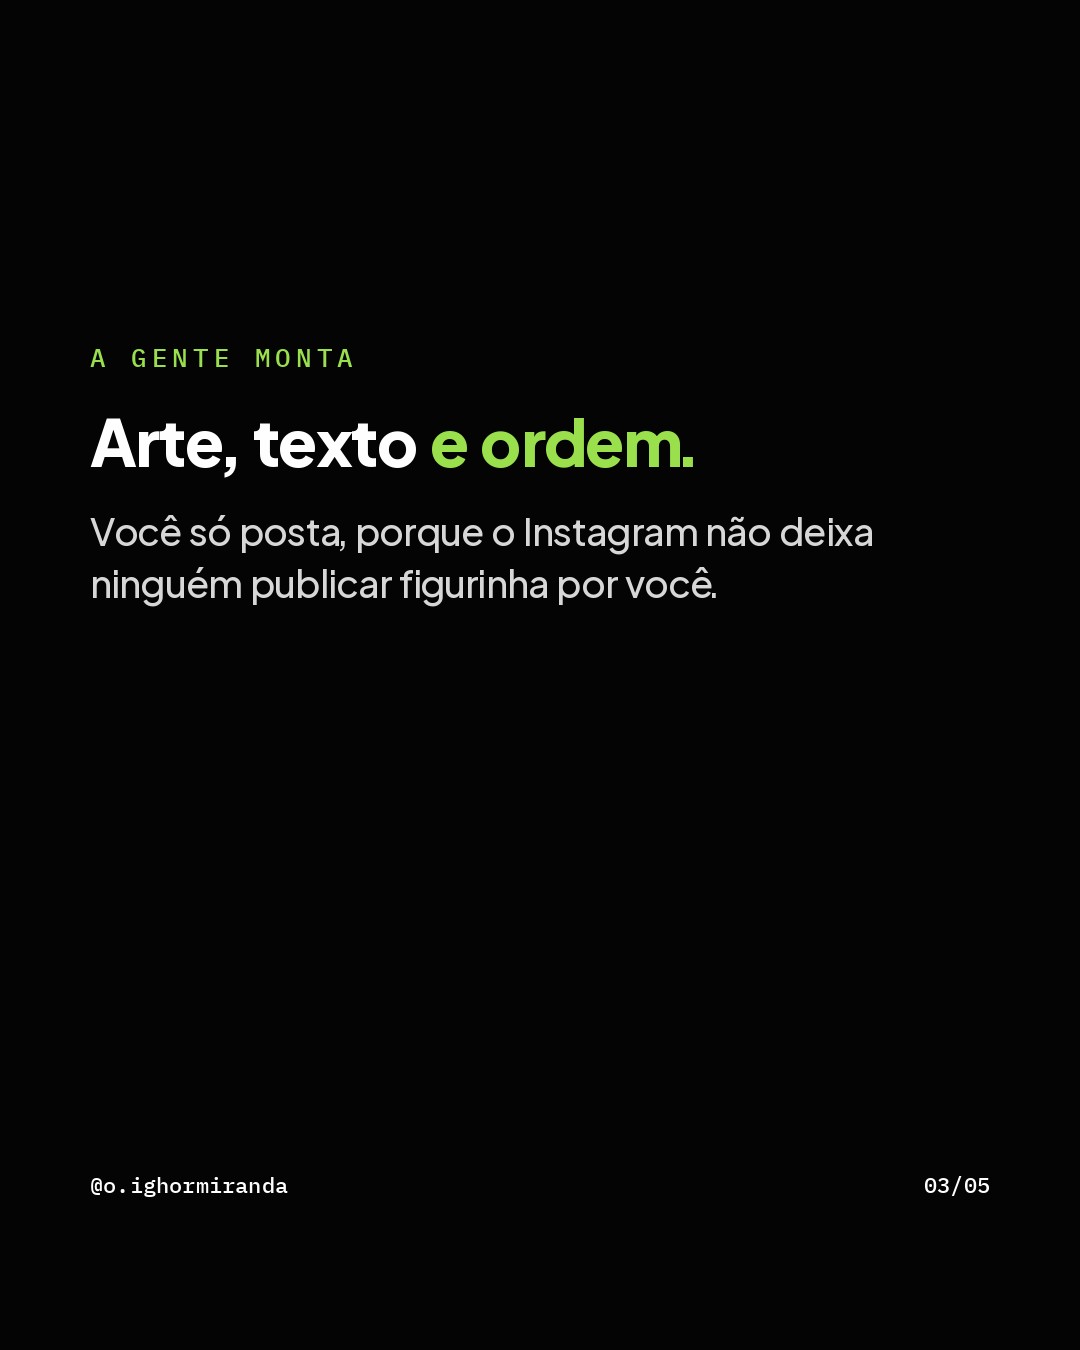 A GENTE MONTA
Arte, texto e ordem.
Você só posta, porque o Instagram não deixa
ninguém publicar figurinha por você.
@o.ighormiranda
03/05